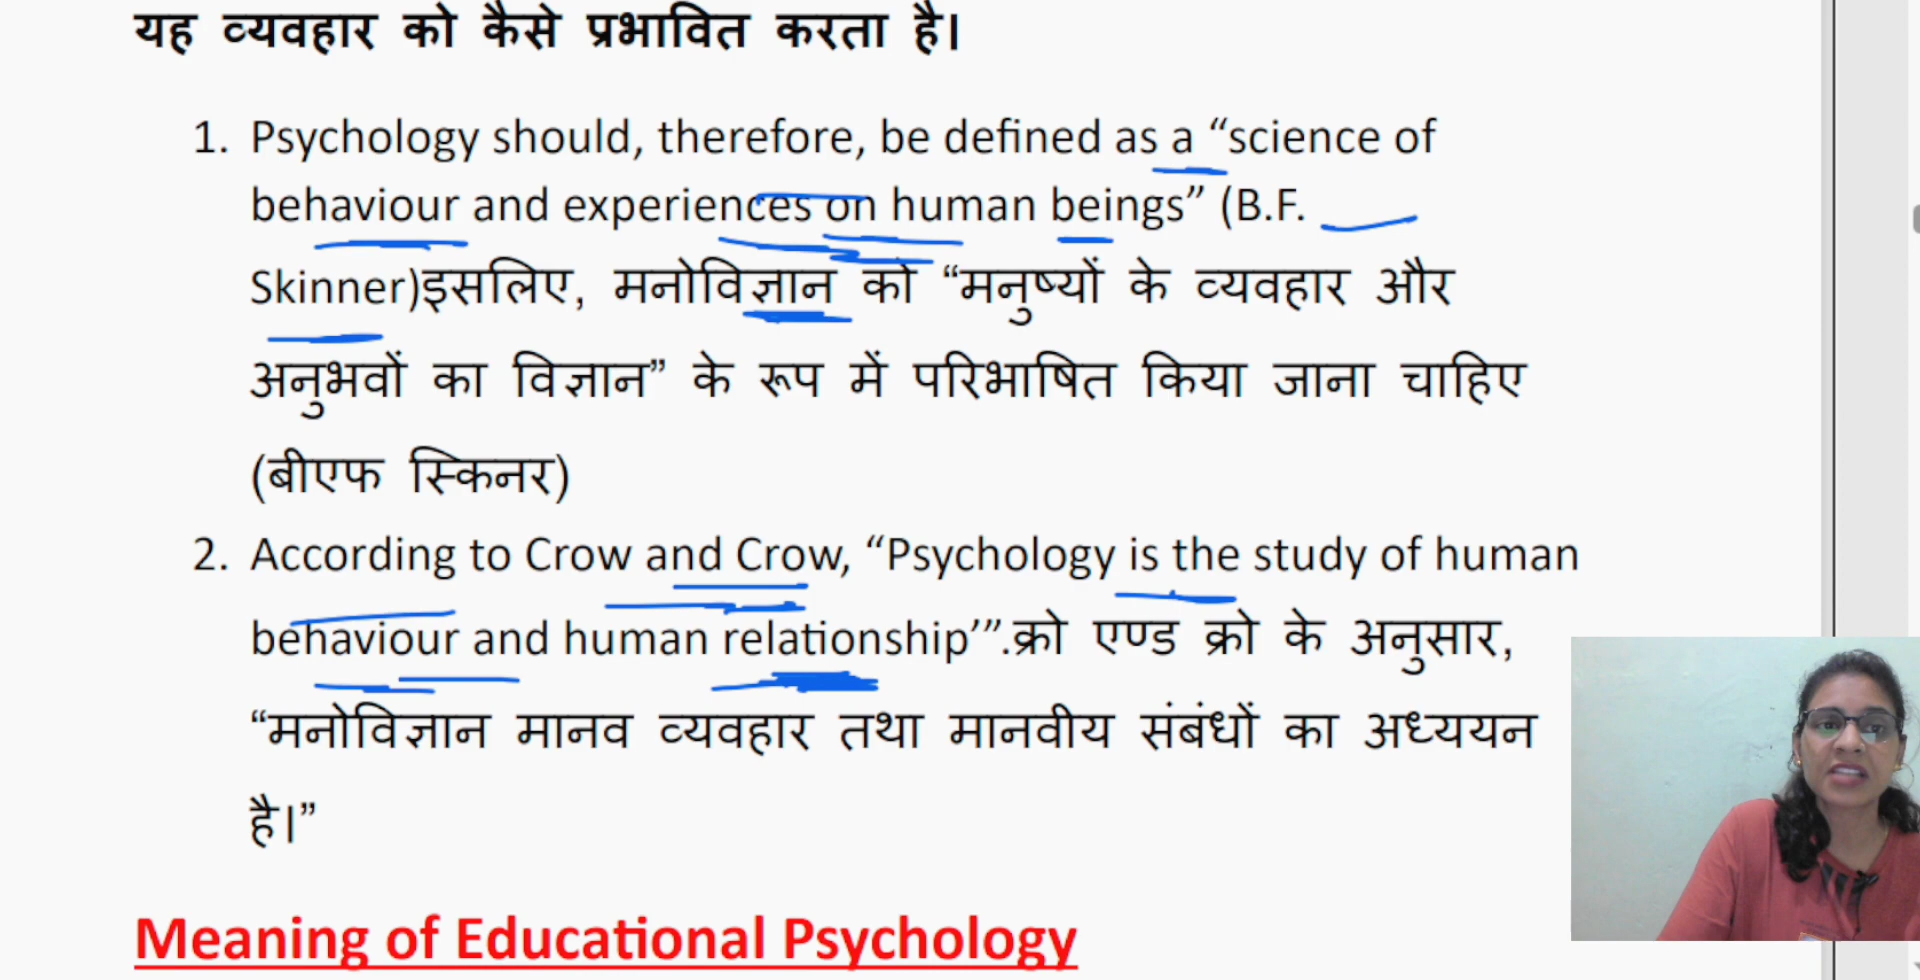 यह व्यवहार को कैसे प्रभावित करता है।
1. Psychology should, therefore, be defined as a “science of
behaviour and experiences on human beings” (B.F.
Skinner)इसलिए, मनोविज्ञान को “मनुष्यों के व्यवहार और
अनुभवों का विज्ञान” के रूप में परिभाषित किया जाना चाहिए
(बीएफ स्किनर)
2. According to Crow and Crow, “Psychology is the study of human
behaviour and human relationship’”.क्रो एण्ड क्रो के अनुसार,
“मनोविज्ञान मानव व्यवहार तथा मानवीय संबंधों का अध्ययन
है।”
Meaning of Educational Psychology